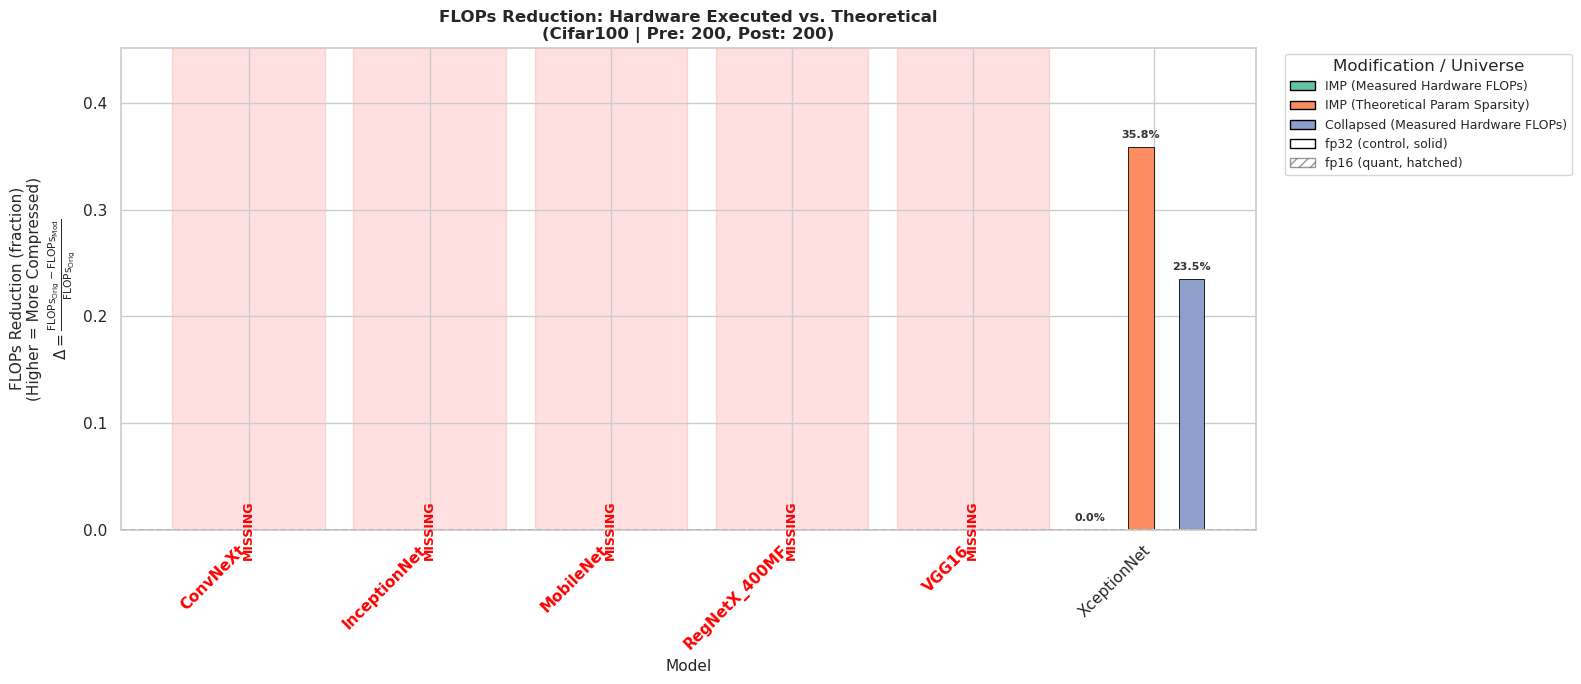 FLOPs Reduction: Hardware Executed vs. Theoretical
(Cifar100 | Pre: 200, Post: 200)
FLOPs Reduction (fraction)
(Higher = More Compressed)
Δ = (FLOPs_Orig − FLOPs_Mod) / FLOPs_Orig
0.4
0.3
0.2
0.1
0.0
MISSING
MISSING
MISSING
MISSING
MISSING
0.0%
35.8%
23.5%
ConvNeXt
InceptionNet
MobileNet
RegNetX_400MF
VGG16
XceptionNet
Model
Modification / Universe
IMP (Measured Hardware FLOPs)
IMP (Theoretical Param Sparsity)
Collapsed (Measured Hardware FLOPs)
fp32 (control, solid)
fp16 (quant, hatched)